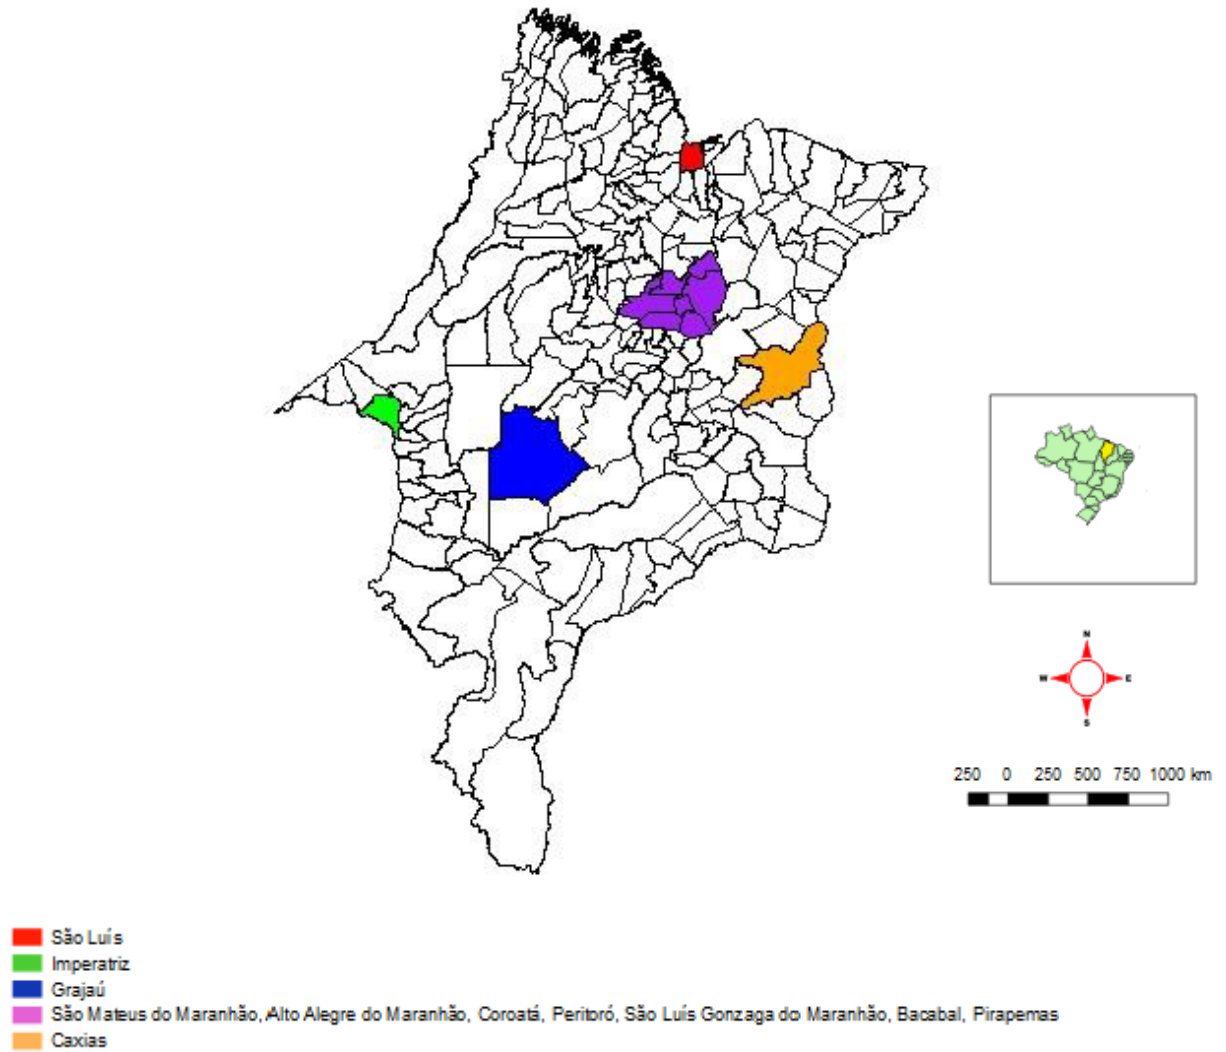 N
W E
S
250 0 250 500 750 1000 km
São Luís
Imperatriz
Grajaú
São Mateus do Maranhão, Alto Alegre do Maranhão, Coroatá, Peritoró, São Luís Gonzaga do Maranhão, Bacabal, Pirapemas
Caxias